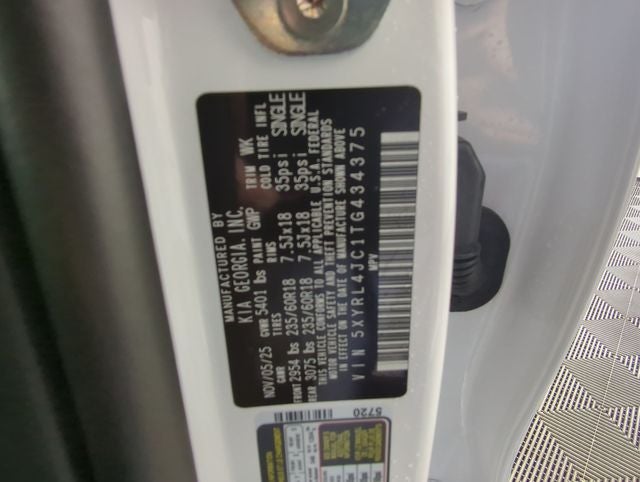 MANUFACTURED BY
KIA GEORGIA, INC.
NOV/05/25 GVWR 5401 lbs PAINT GWP TRIM WK
GAWR TIRES RIMS COLD TIRE INFL
FRONT 2954 lbs 235/60R18 7.5Jx18 35psi SINGLE
REAR 3075 lbs 235/60R18 7.5Jx18 35psi SINGLE
THIS VEHICLE CONFORMS TO ALL APPLICABLE U.S.A. FEDERAL
MOTOR VEHICLE SAFETY AND THEFT PREVENTION STANDARDS
IN EFFECT ON THE DATE OF MANUFACTURE SHOWN ABOVE
VIN 5XYRL4JC1TG434375
MPV
5720